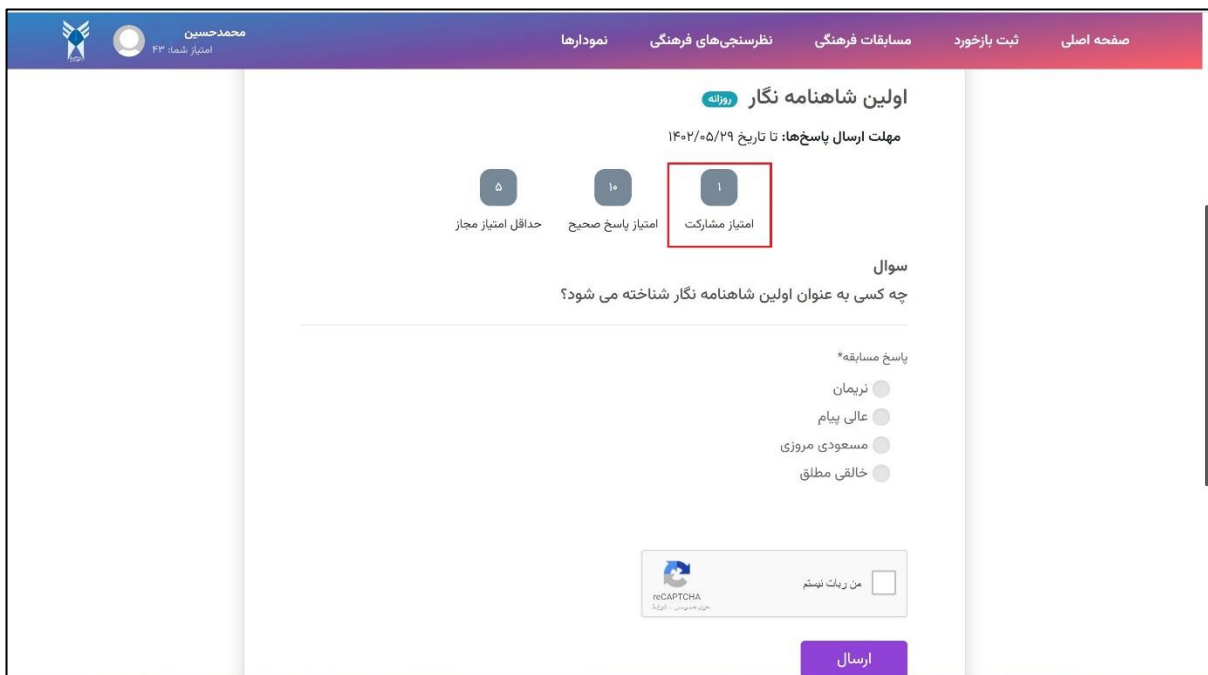 صفحه اصلی
ثبت بازخورد
مسابقات فرهنگی
نظرسنجی‌های فرهنگی
نمودارها
محمدحسین
امتیاز شما: ۴۳
اولین شاهنامه نگار روزانه
مهلت ارسال پاسخ‌ها: تا تاریخ ۱۴۰۲/۰۵/۲۹
۱
امتیاز مشارکت
۱۰
امتیاز پاسخ صحیح
۵
حداقل امتیاز مجاز
سوال
چه کسی به عنوان اولین شاهنامه نگار شناخته می شود؟
پاسخ مسابقه*
نریمان
عالی پیام
مسعودی مروزی
خالقی مطلق
من ربات نیستم
reCAPTCHA
ارسال